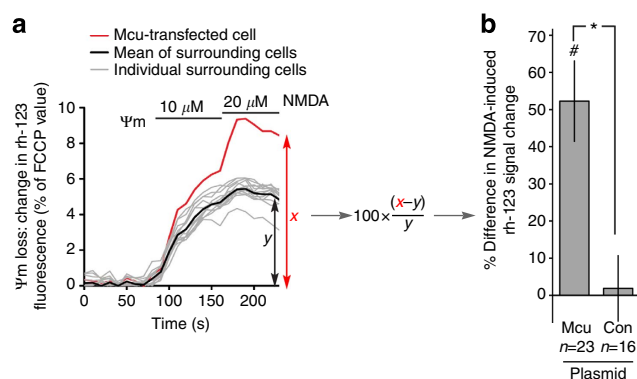 a
Mcu-transfected cell
Mean of surrounding cells
Individual surrounding cells
Ψm 10 µM 20 µM NMDA
Ψm loss: change in rh-123
fluorescence (% of FCCP value)
10
8
6
4
2
0
0 50 100 150 200
Time (s)
x
y
100×(x–y)/y
b
% Difference in NMDA-induced
rh-123 signal change
70
60
50
40
30
20
10
0
#
*
Mcu Con
n=23 n=16
Plasmid